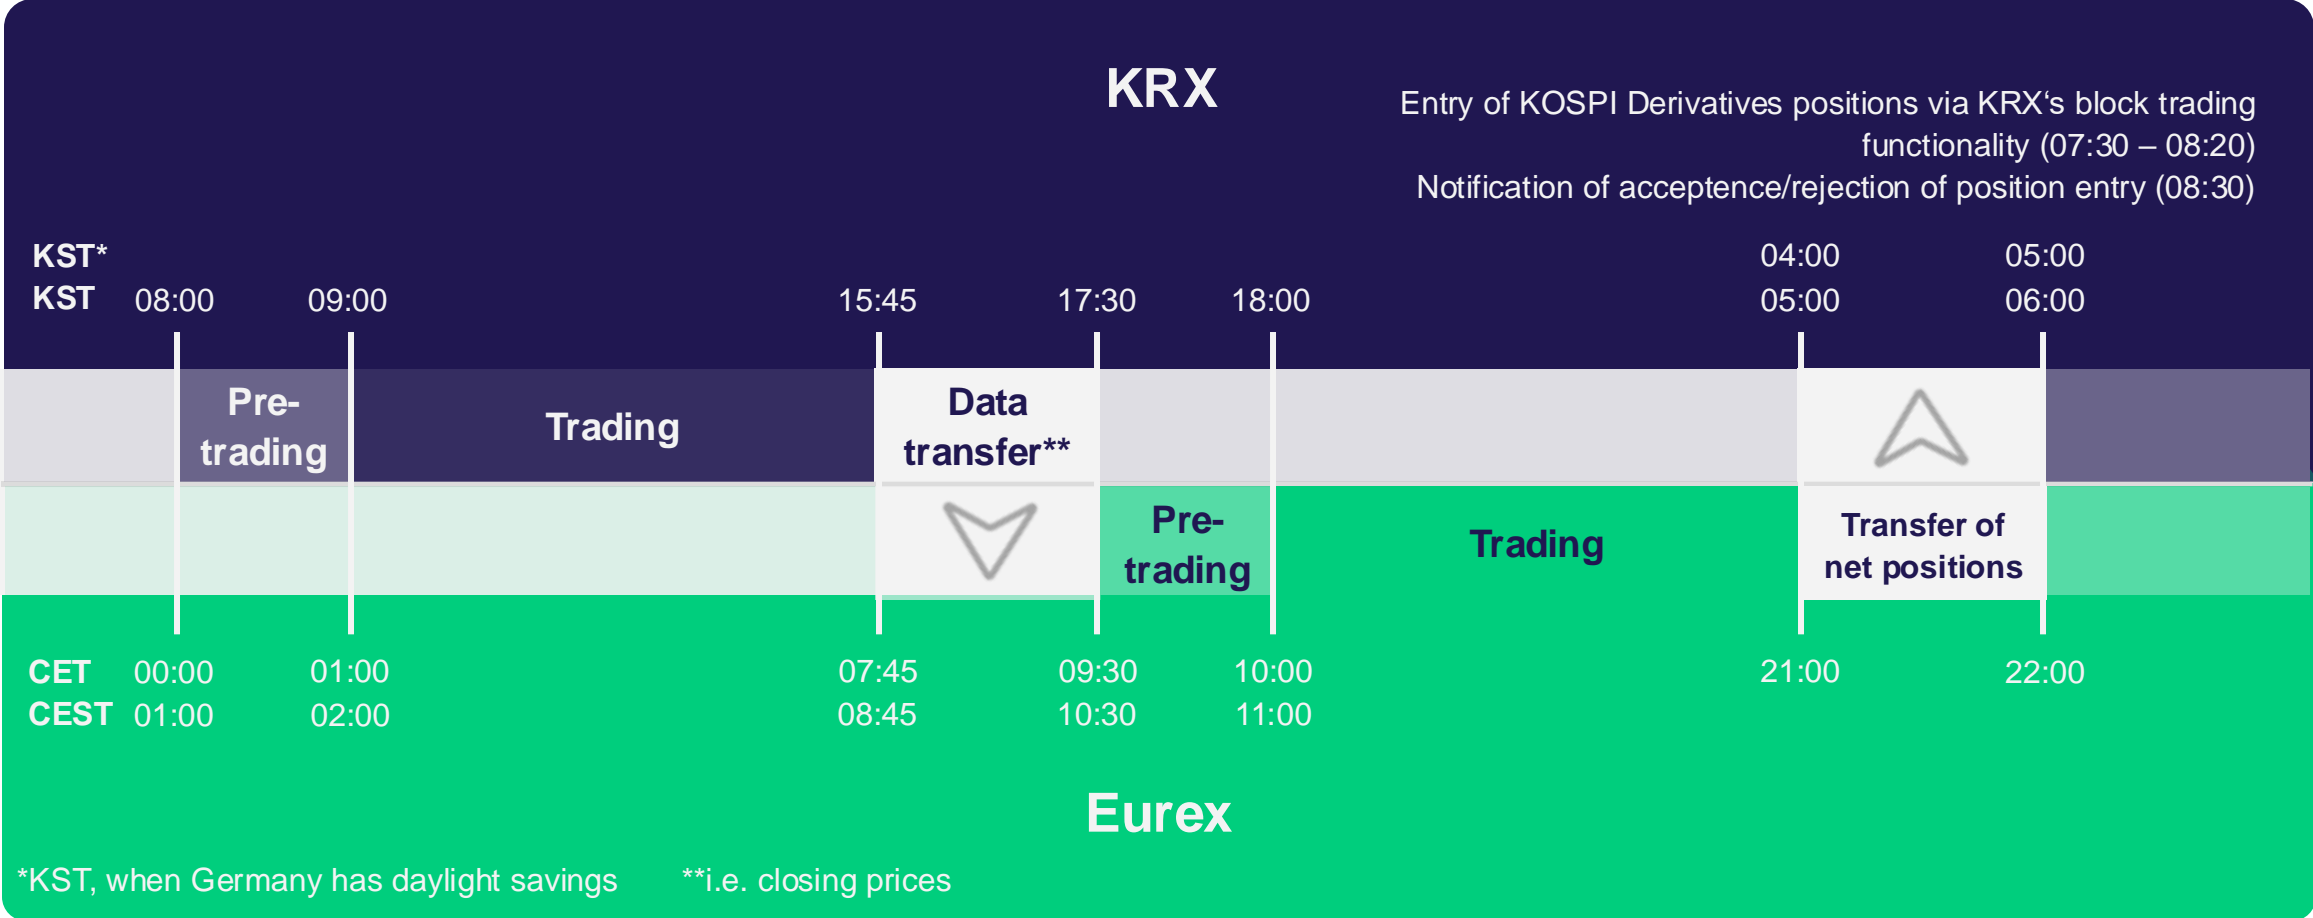 KRX
Entry of KOSPI Derivatives positions via KRX‘s block trading
functionality (07:30 – 08:20)
Notification of acceptence/rejection of position entry (08:30)
KST* 04:00 05:00
KST 08:00 09:00 15:45 17:30 18:00 05:00 06:00
Pre-
trading
Trading
Data
transfer**
Pre-
trading
Trading
Transfer of
net positions
CET 00:00 01:00 07:45 09:30 10:00 21:00 22:00
CEST 01:00 02:00 08:45 10:30 11:00
Eurex
*KST, when Germany has daylight savings **i.e. closing prices